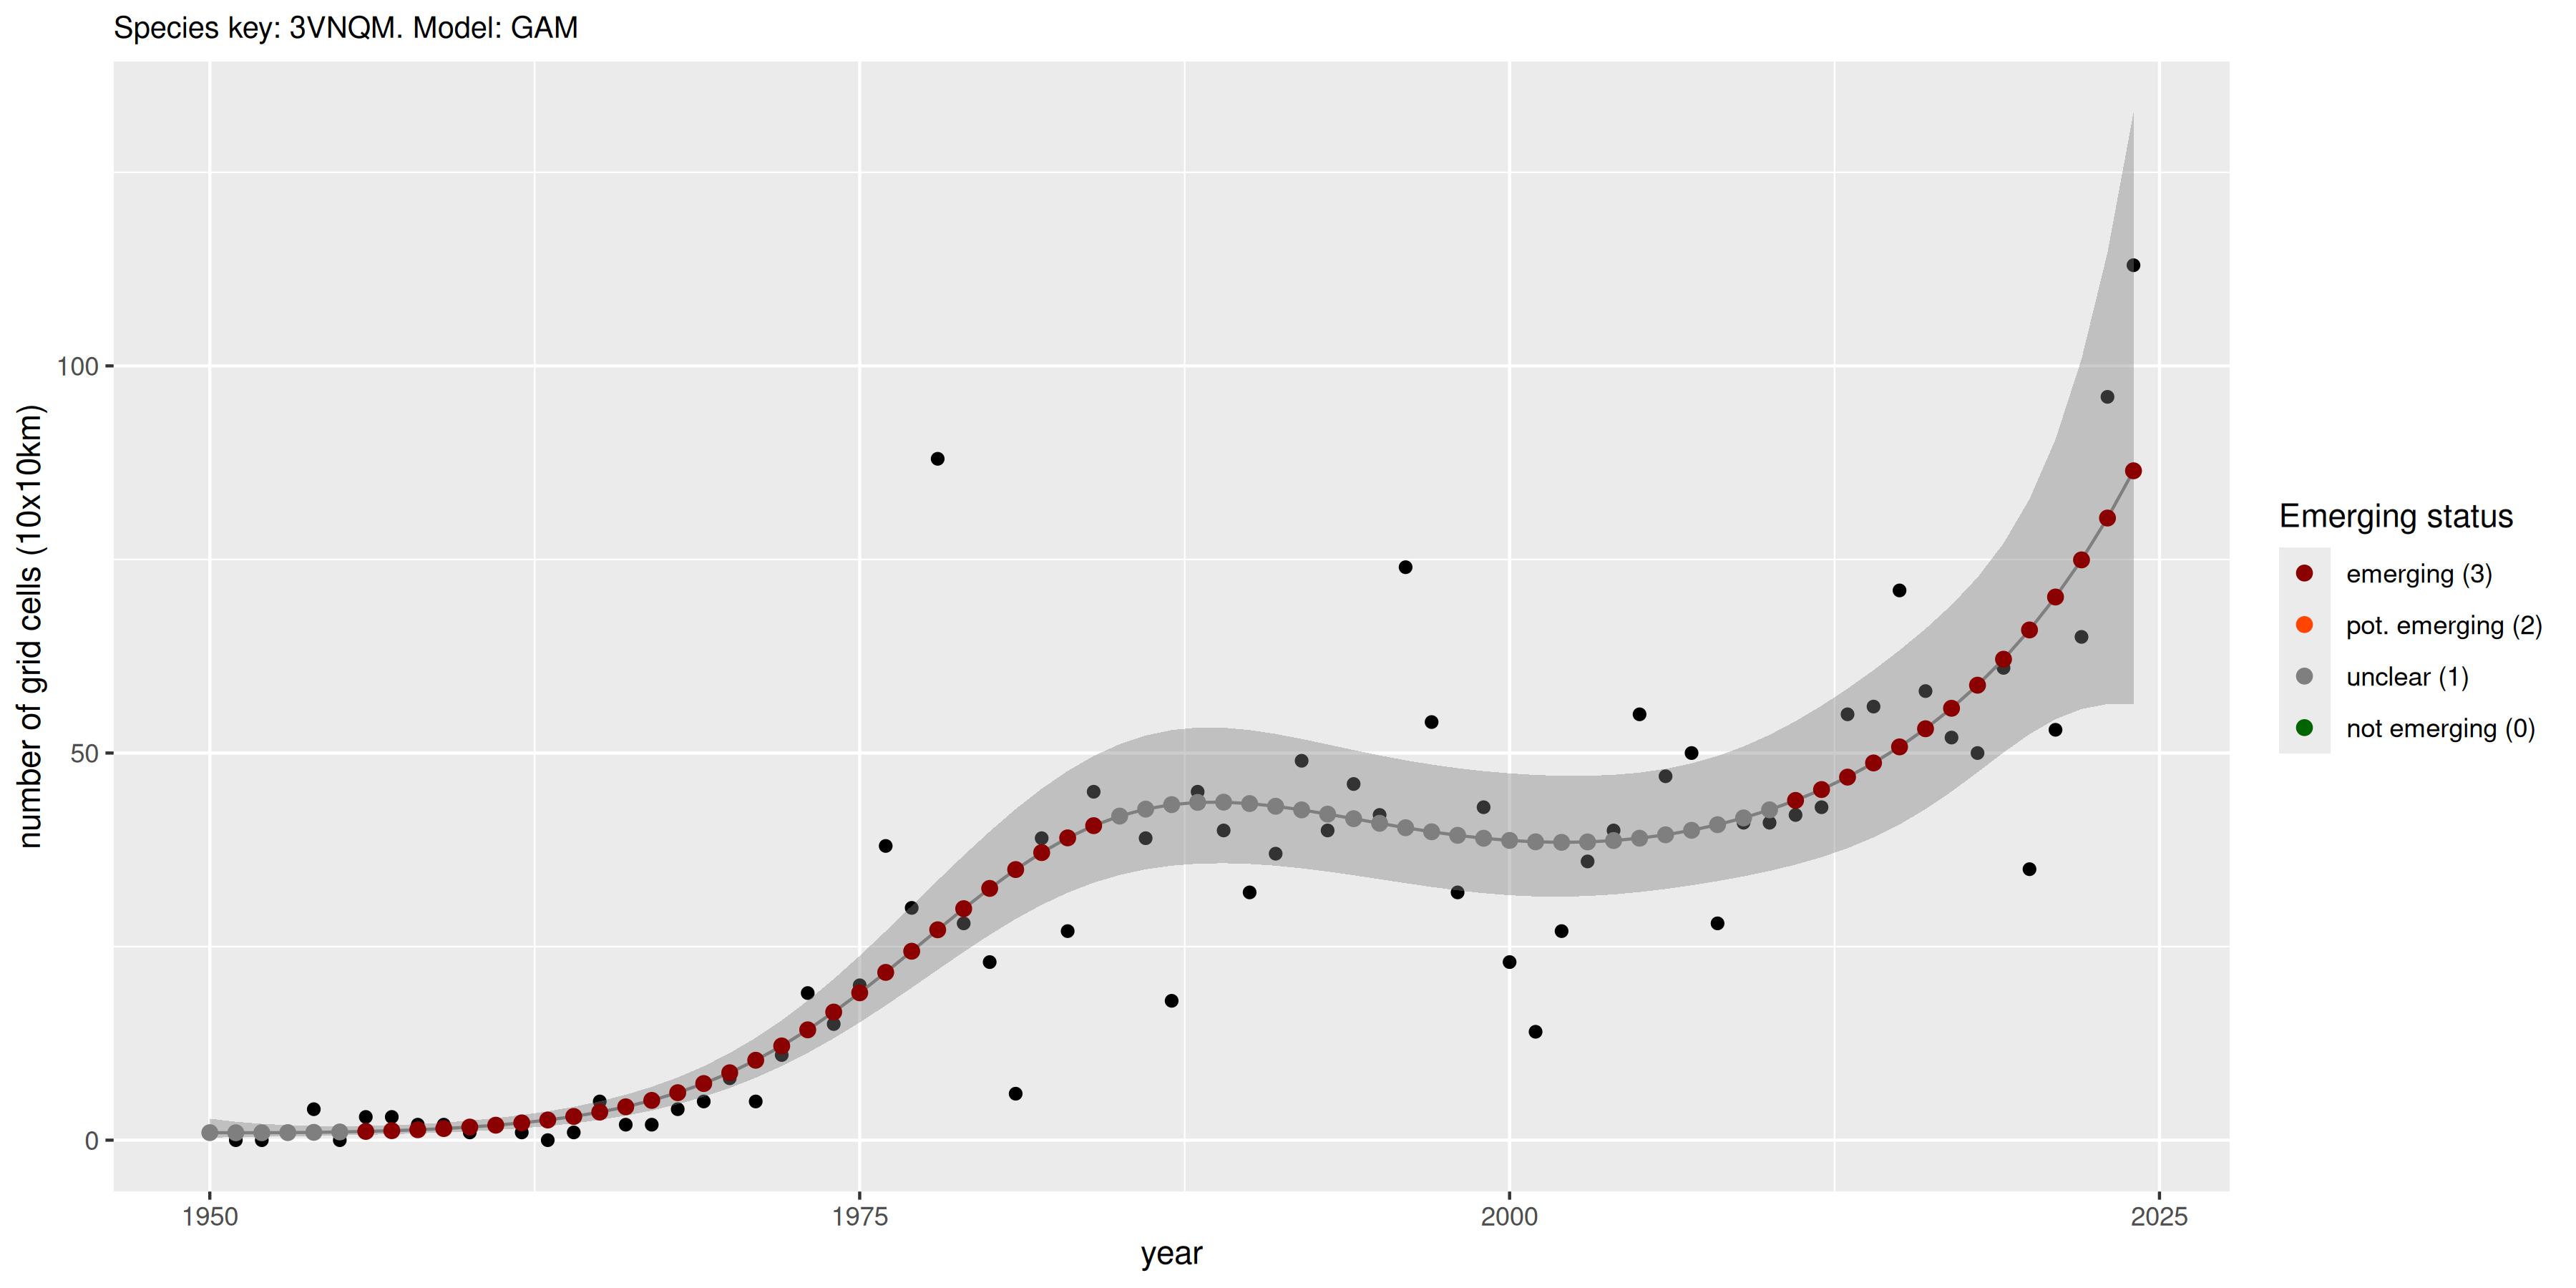 Species key: 3VNQM. Model: GAM
number of grid cells (10x10km)
100
50
0
1950
1975
2000
2025
year
Emerging status
emerging (3)
pot. emerging (2)
unclear (1)
not emerging (0)